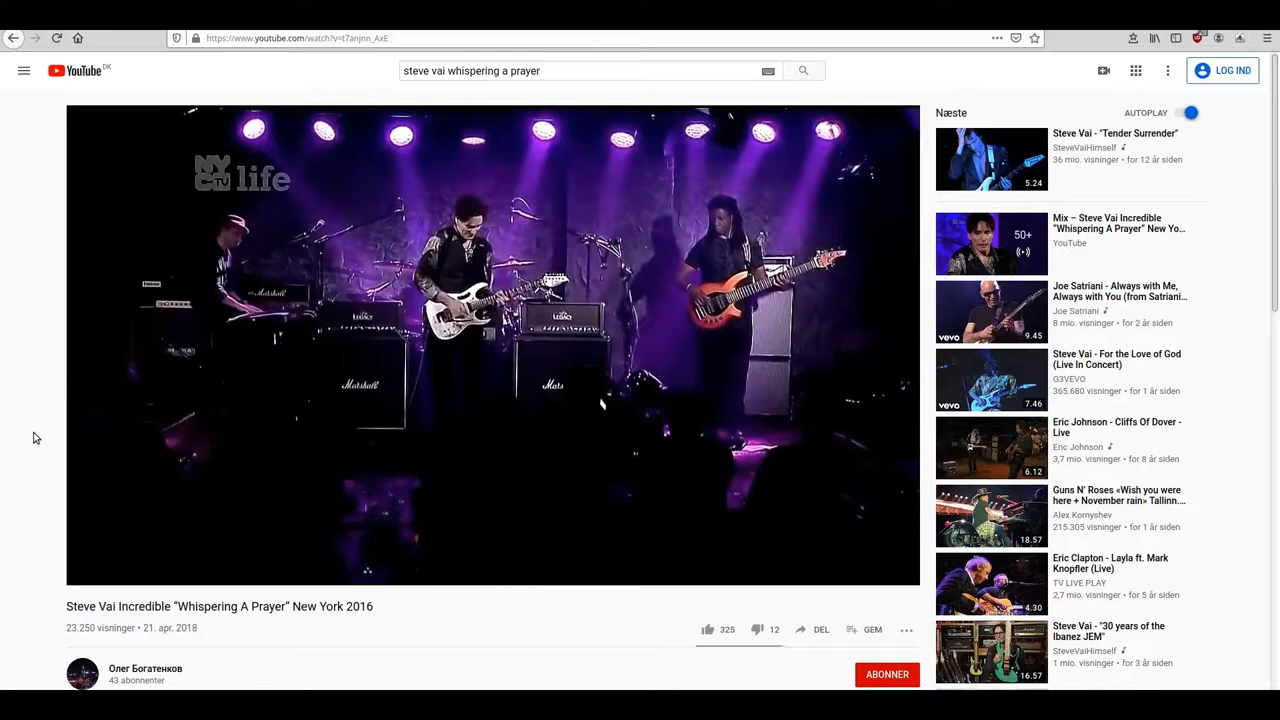 https://www.youtube.com/watch?v=t7anjnn_AxE
YouTube DK
steve vai whispering a prayer
LOG IND
NYC TV life
Marshall
LEGACY
LEGACY
Marshall
Mars
Steve Vai Incredible “Whispering A Prayer” New York 2016
23.250 visninger • 21. apr. 2018
325
12
DEL
GEM
Олег Богатенков
43 abonnenter
ABONNER
Næste
AUTOPLAY
Steve Vai - "Tender Surrender"
SteveVaiHimself
36 mio. visninger • for 12 år siden
5.24
Mix – Steve Vai Incredible
“Whispering A Prayer” New Yo...
YouTube
50+
Joe Satriani - Always with Me,
Always with You (from Satriani...
Joe Satriani
8 mio. visninger • for 2 år siden
vevo
9.45
Steve Vai - For the Love of God
(Live In Concert)
G3VEVO
365.680 visninger • for 1 år siden
vevo
7.46
Eric Johnson - Cliffs Of Dover -
Live
Eric Johnson
3,7 mio. visninger • for 8 år siden
6.12
Guns N' Roses «Wish you were
here + November rain» Tallinn....
Alex Kornyshev
215.305 visninger • for 1 år siden
18.57
Eric Clapton - Layla ft. Mark
Knopfler (Live)
TV LIVE PLAY
2,7 mio. visninger • for 5 år siden
4.30
Steve Vai - "30 years of the
Ibanez JEM"
SteveVaiHimself
1 mio. visninger • for 3 år siden
16.57